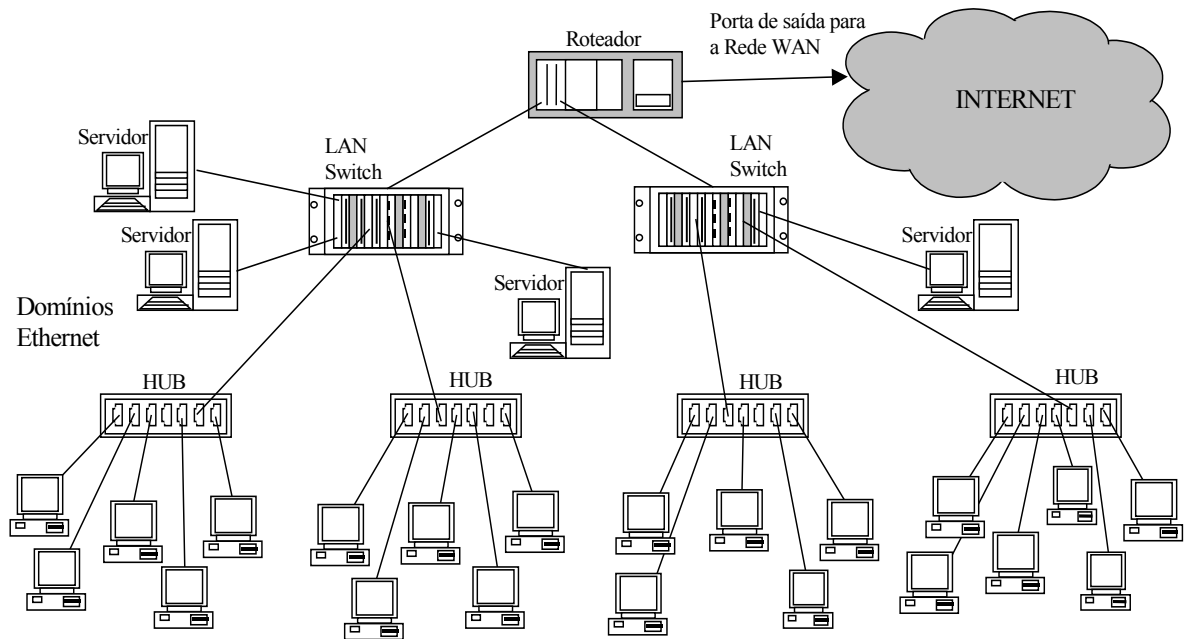 Porta de saída para
a Rede WAN
Roteador
INTERNET
Servidor
LAN
Switch
LAN
Switch
Servidor
Servidor
Servidor
Domínios
Ethernet
HUB
HUB
HUB
HUB